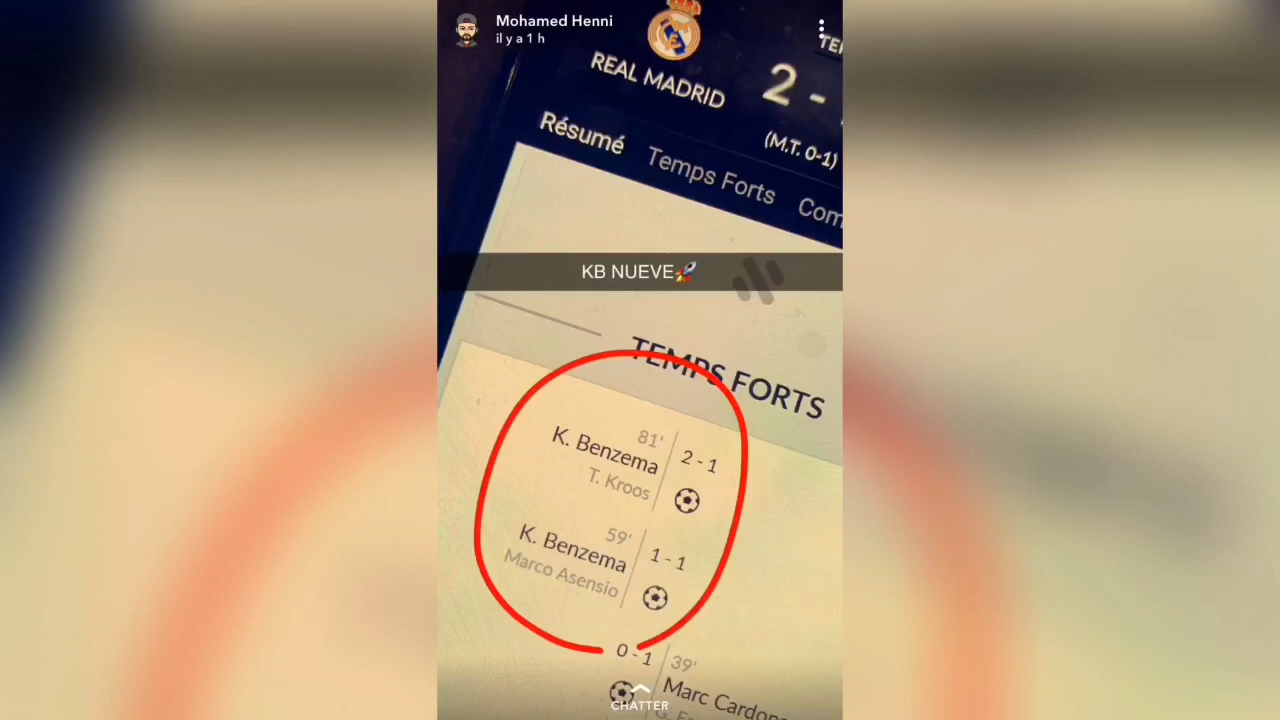 Mohamed Henni
il y a 1 h
REAL MADRID
2 -
(M.T. 0-1)
Résumé
Temps Forts
KB NUEVE🚀
TEMPS FORTS
81'
K. Benzema
2 - 1
T. Kroos
59'
K. Benzema
1 - 1
Marco Asensio
0 - 1
39'
Marc
CHATTER